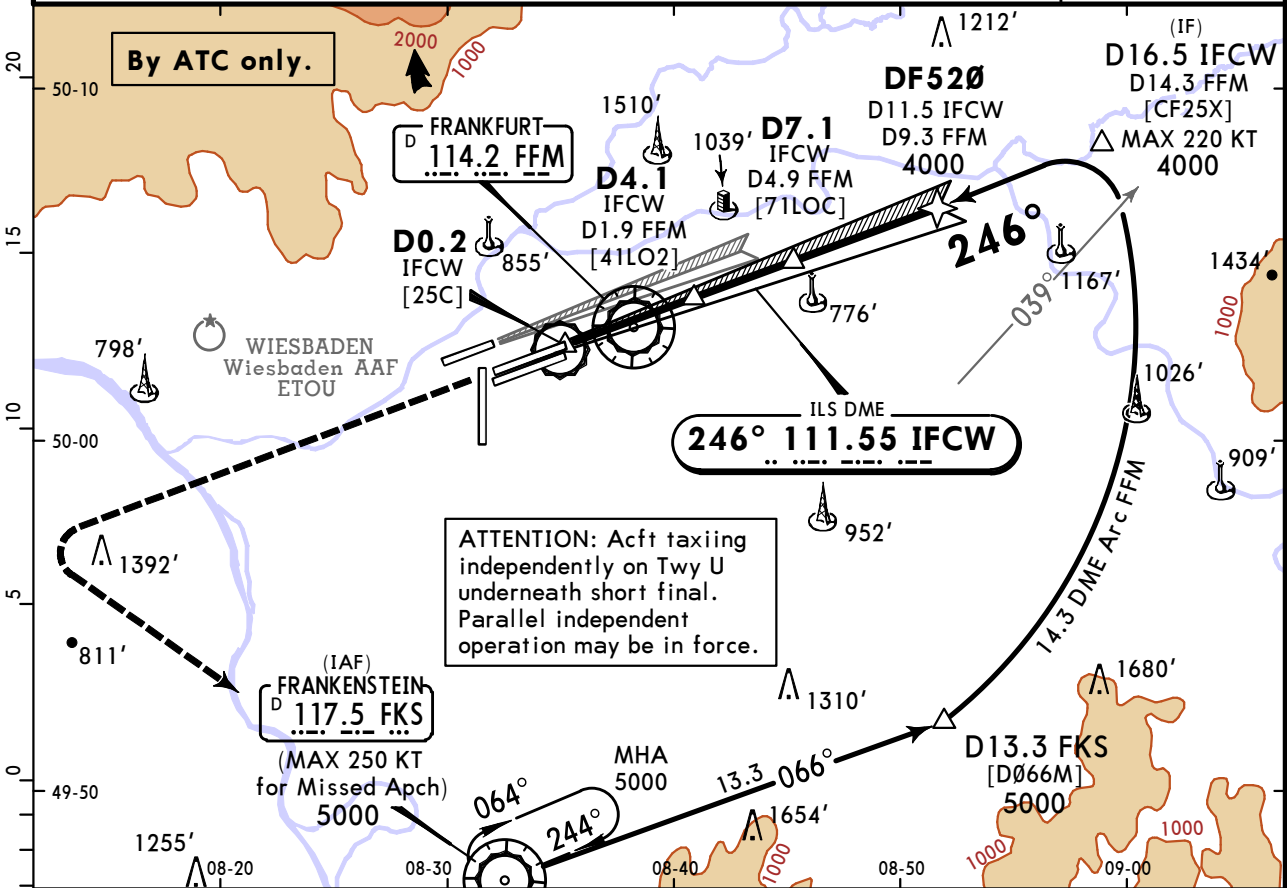 By ATC only.
2000
1000
1212'
(IF)
D16.5 IFCW
D14.3 FFM
[CF25X]
MAX 220 KT
4000
20
50-10
DF52Ø
D11.5 IFCW
D9.3 FFM
4000
1510'
FRANKFURT
D 114.2 FFM
1039'
D7.1
IFCW
D4.9 FFM
[71LOC]
D4.1
IFCW
D1.9 FFM
[41LO2]
D0.2
IFCW
[25C]
855'
15
246°
1167'
039°
1434'
1000
776'
798'
WIESBADEN
Wiesbaden AAF
ETOU
1026'
10
50-00
ILS DME
246° 111.55 IFCW
909'
952'
14.3 DME Arc FFM
ATTENTION: Acft taxiing
independently on Twy U
underneath short final.
Parallel independent
operation may be in force.
1392'
5
811'
(IAF)
FRANKENSTEIN
D 117.5 FKS
(MAX 250 KT
for Missed Apch)
5000
1310'
1680'
D13.3 FKS
[DØ66M]
5000
MHA
5000
13.3
066°
0
49-50
064°
244°
1654'
1000
1000
1000
1255'
08-20
08-30
08-40
08-50
09-00